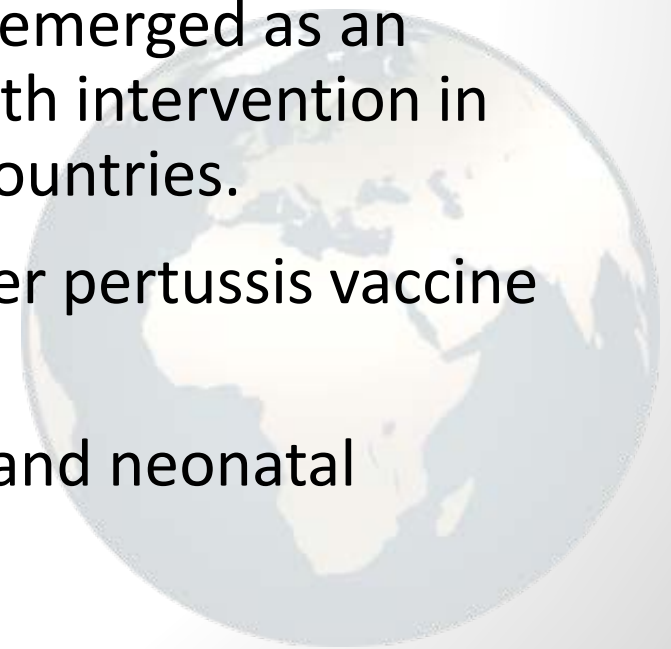 emerged as an
th intervention in
ountries.
er pertussis vaccine
and neonatal